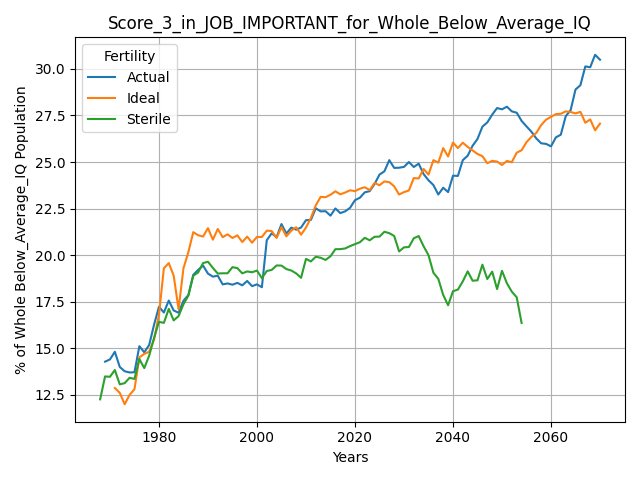 Score_3_in_JOB_IMPORTANT_for_Whole_Below_Average_IQ
% of Whole Below_Average_IQ Population
30.0
27.5
25.0
22.5
20.0
17.5
15.0
12.5
Fertility
Actual
Ideal
Sterile
1980
2000
2020
2040
2060
Years